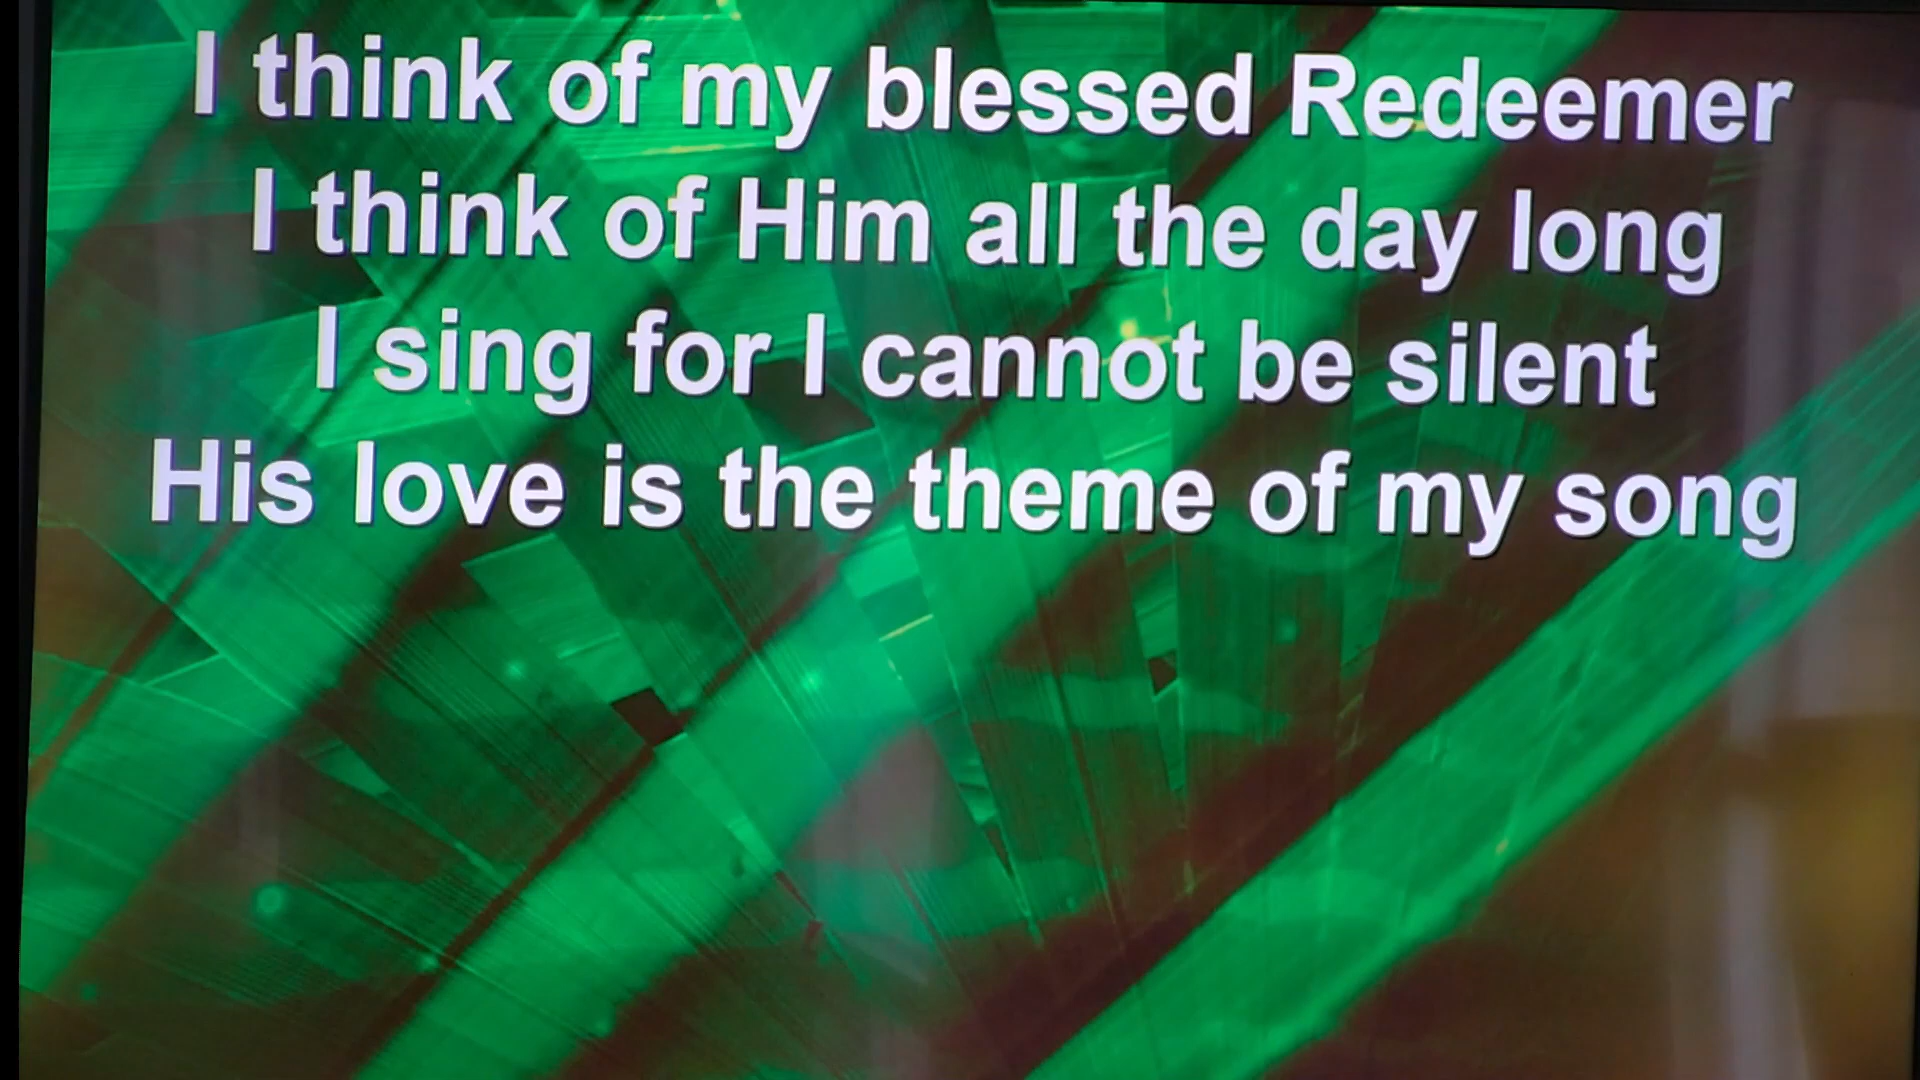 I think of my blessed Redeemer
I think of Him all the day long
I sing for I cannot be silent
His love is the theme of my song